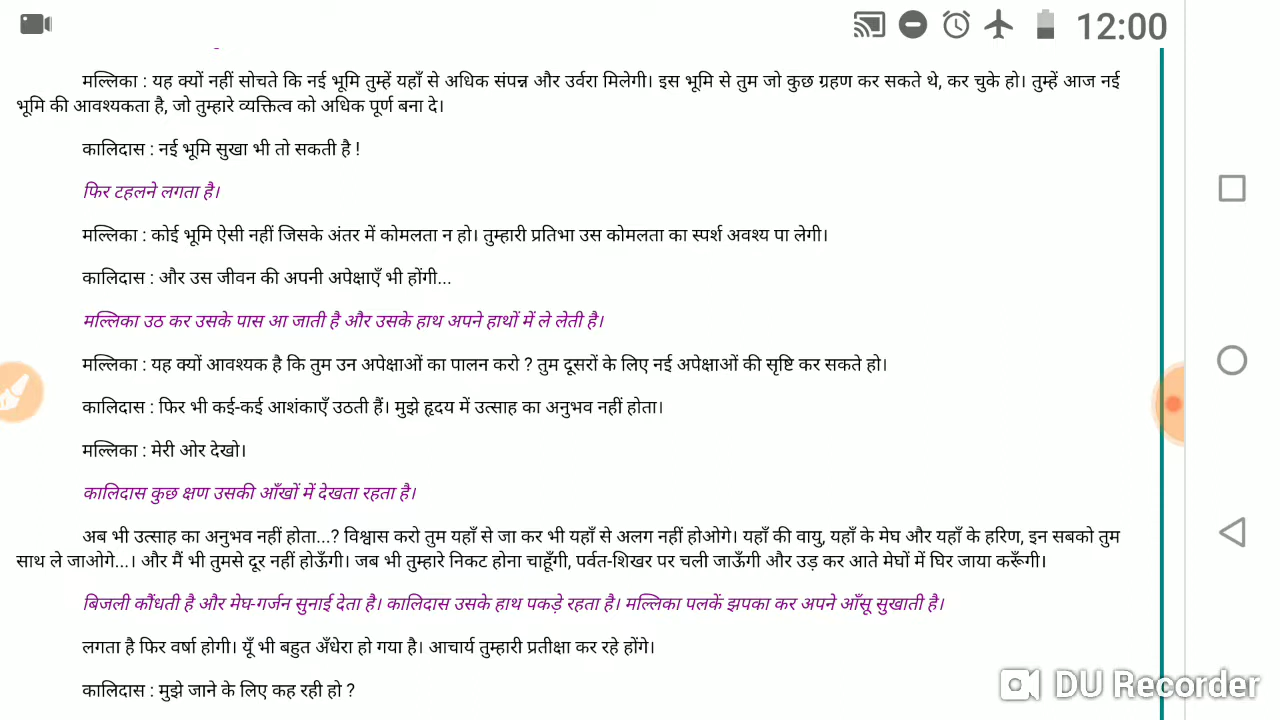 12:00
मल्लिका : यह क्यों नहीं सोचते कि नई भूमि तुम्हें यहाँ से अधिक संपन्न और उर्वरा मिलेगी। इस भूमि से तुम जो कुछ ग्रहण कर सकते थे, कर चुके हो। तुम्हें आज नई
भूमि की आवश्यकता है, जो तुम्हारे व्यक्तित्व को अधिक पूर्ण बना दे।
कालिदास : नई भूमि सुखा भी तो सकती है !
फिर टहलने लगता है।
मल्लिका : कोई भूमि ऐसी नहीं जिसके अंतर में कोमलता न हो। तुम्हारी प्रतिभा उस कोमलता का स्पर्श अवश्य पा लेगी।
कालिदास : और उस जीवन की अपनी अपेक्षाएँ भी होंगी...
मल्लिका उठ कर उसके पास आ जाती है और उसके हाथ अपने हाथों में ले लेती है।
मल्लिका : यह क्यों आवश्यक है कि तुम उन अपेक्षाओं का पालन करो ? तुम दूसरों के लिए नई अपेक्षाओं की सृष्टि कर सकते हो।
कालिदास : फिर भी कई-कई आशंकाएँ उठती हैं। मुझे हृदय में उत्साह का अनुभव नहीं होता।
मल्लिका : मेरी ओर देखो।
कालिदास कुछ क्षण उसकी आँखों में देखता रहता है।
अब भी उत्साह का अनुभव नहीं होता...? विश्वास करो तुम यहाँ से जा कर भी यहाँ से अलग नहीं होओगे। यहाँ की वायु, यहाँ के मेघ और यहाँ के हरिण, इन सबको तुम
साथ ले जाओगे...। और मैं भी तुमसे दूर नहीं होऊँगी। जब भी तुम्हारे निकट होना चाहूँगी, पर्वत-शिखर पर चली जाऊँगी और उड़ कर आते मेघों में घिर जाया करूँगी।
बिजली कौंधती है और मेघ-गर्जन सुनाई देता है। कालिदास उसके हाथ पकड़े रहता है। मल्लिका पलकें झपका कर अपने आँसू सुखाती है।
लगता है फिर वर्षा होगी। यूँ भी बहुत अँधेरा हो गया है। आचार्य तुम्हारी प्रतीक्षा कर रहे होंगे।
कालिदास : मुझे जाने के लिए कह रही हो ?
DU Recorder